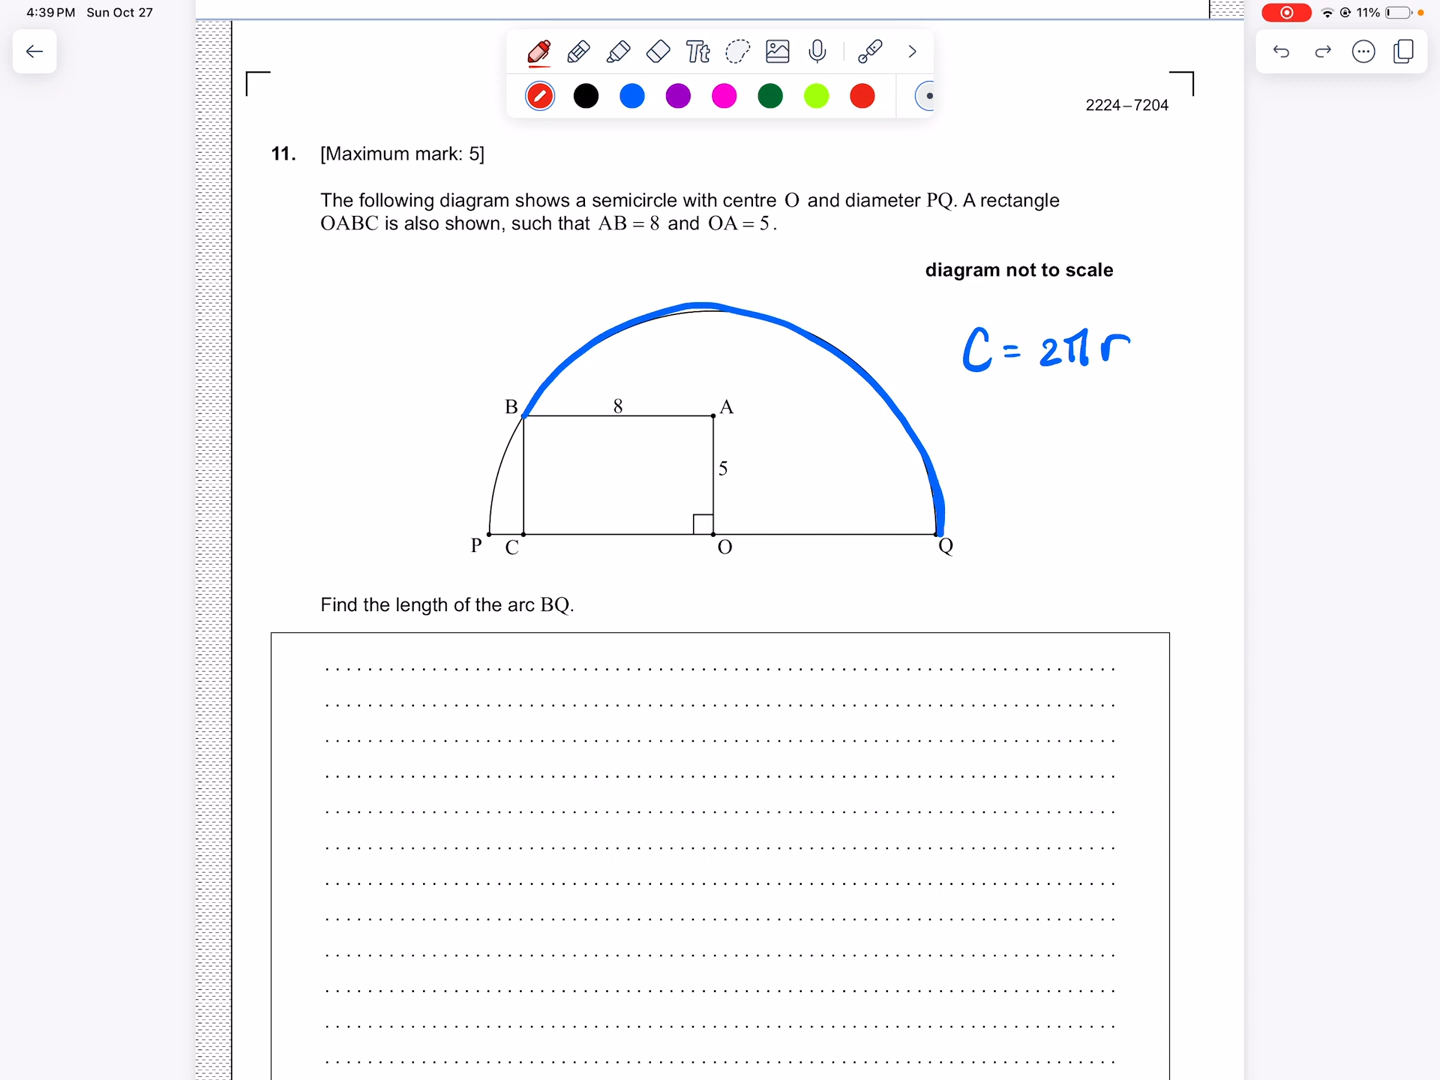 4:39 PM Sun Oct 27
11%
Tt
2224–7204
11. [Maximum mark: 5]
The following diagram shows a semicircle with centre O and diameter PQ. A rectangle
OABC is also shown, such that AB = 8 and OA = 5.
diagram not to scale
C = 2πr
B 8 A
5
P C O Q
Find the length of the arc BQ.